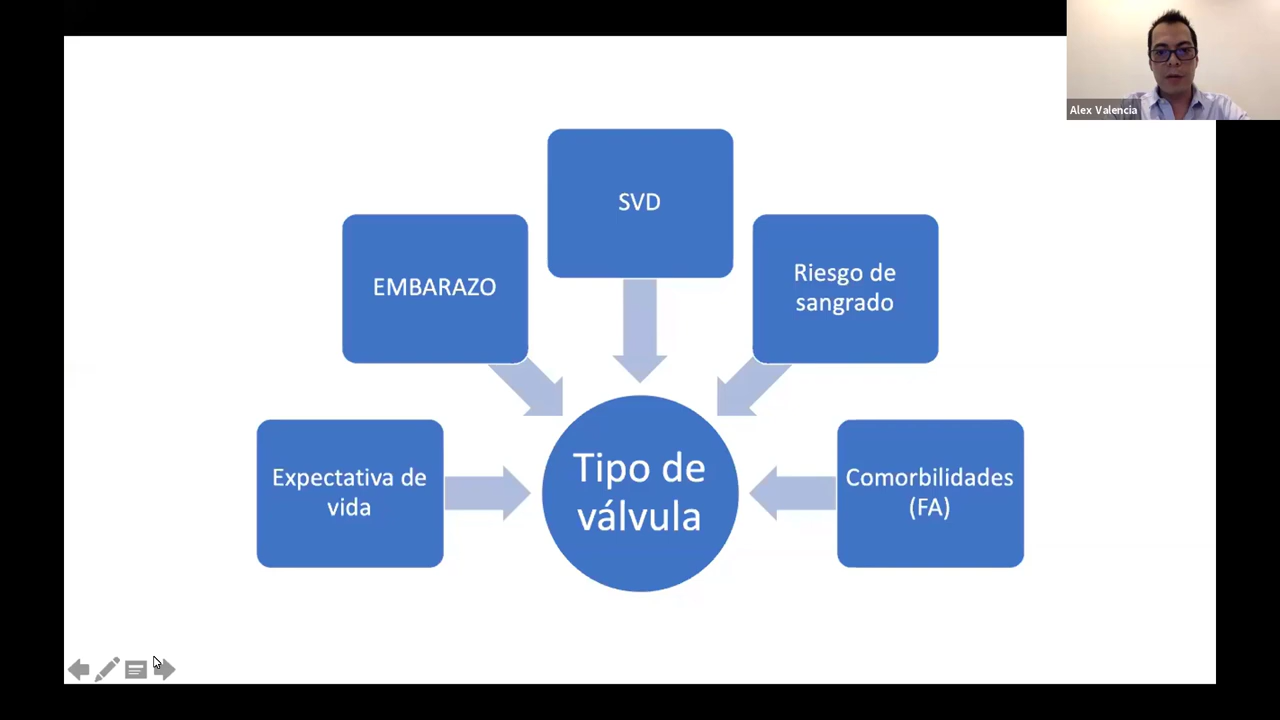 Alex Valencia
SVD
EMBARAZO
Riesgo de
sangrado
Expectativa de
vida
Tipo de
válvula
Comorbilidades
(FA)